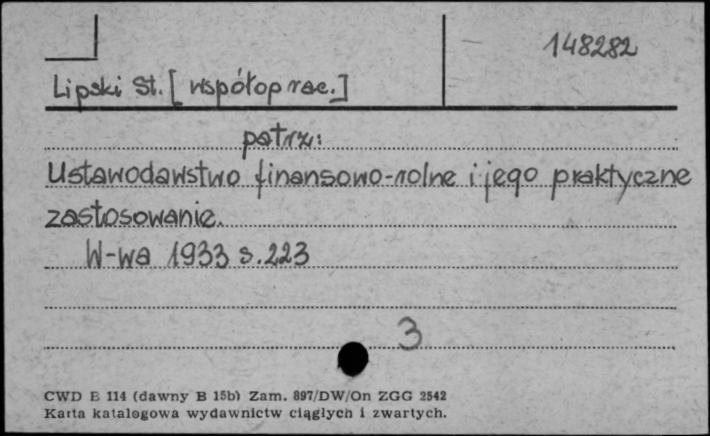 148282
Lipski St. [współoprac.]
patrz:
Ustawodawstwo finansowo-rolne i jego praktyczne
zastosowanie.
W-wa 1933 s.223
3
CWD B 114 (dawny B 15b) Zam. 897/DW/On ZGG 2542
Karta katalogowa wydawnictw ciągłych i zwartych.